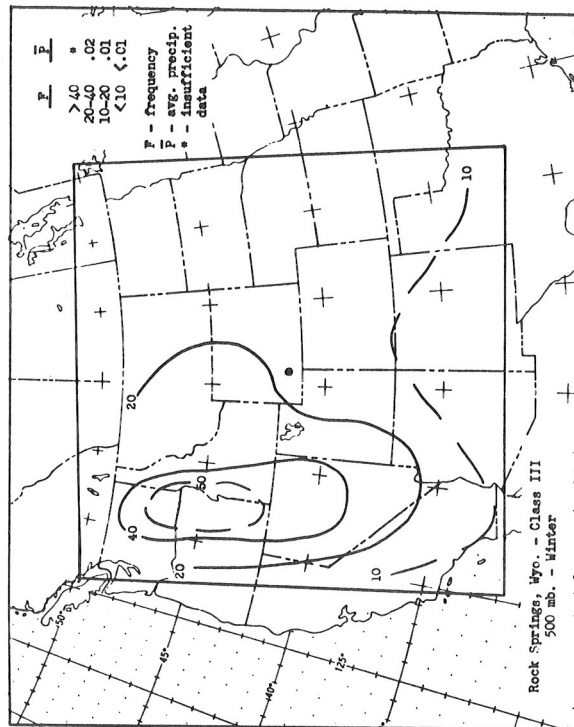 F P
>40 *
20-40 .02
10-20 .01
<10 <.01
F - frequency
P - avg. precip.
* - insufficient
data
20
10
40
20
10
50°
45°
40°
125°
Rock Springs, Wyo. - Class III
500 mb. - Winter